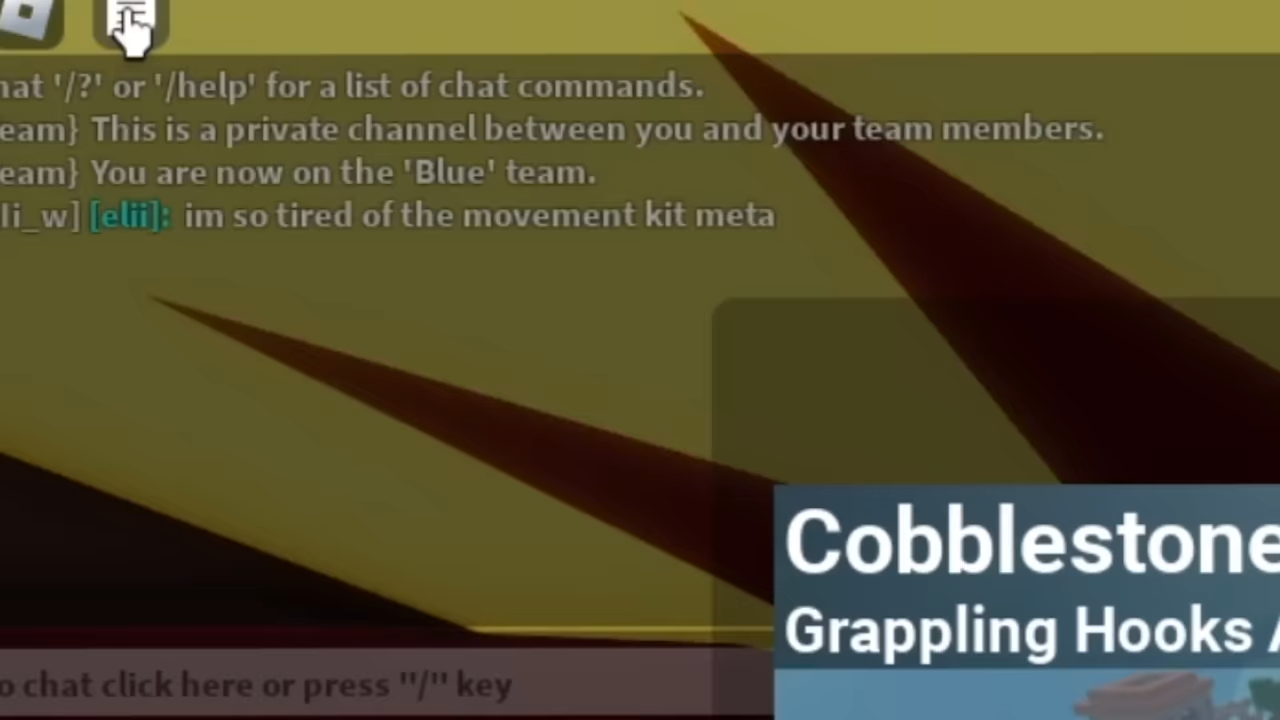 hat '/?' or '/help' for a list of chat commands.
eam} This is a private channel between you and your team members.
eam} You are now on the 'Blue' team.
li_w] [elii]: im so tired of the movement kit meta
Cobblestone
Grappling Hooks A
o chat click here or press "/" key